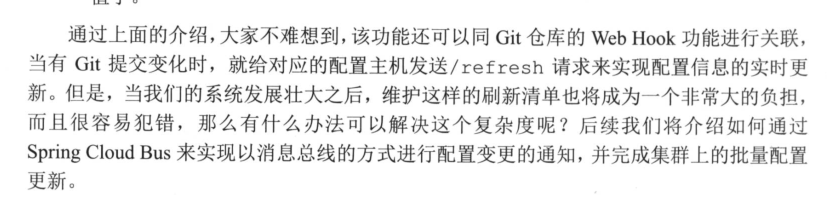 通过上面的介绍，大家不难想到，该功能还可以同 Git 仓库的 Web Hook 功能进行关联，
当有 Git 提交变化时，就给对应的配置主机发送/refresh 请求来实现配置信息的实时更
新。但是，当我们的系统发展壮大之后，维护这样的刷新清单也将成为一个非常大的负担，
而且很容易犯错，那么有什么办法可以解决这个复杂度呢？后续我们将介绍如何通过
Spring Cloud Bus 来实现以消息总线的方式进行配置变更的通知，并完成集群上的批量配置
更新。